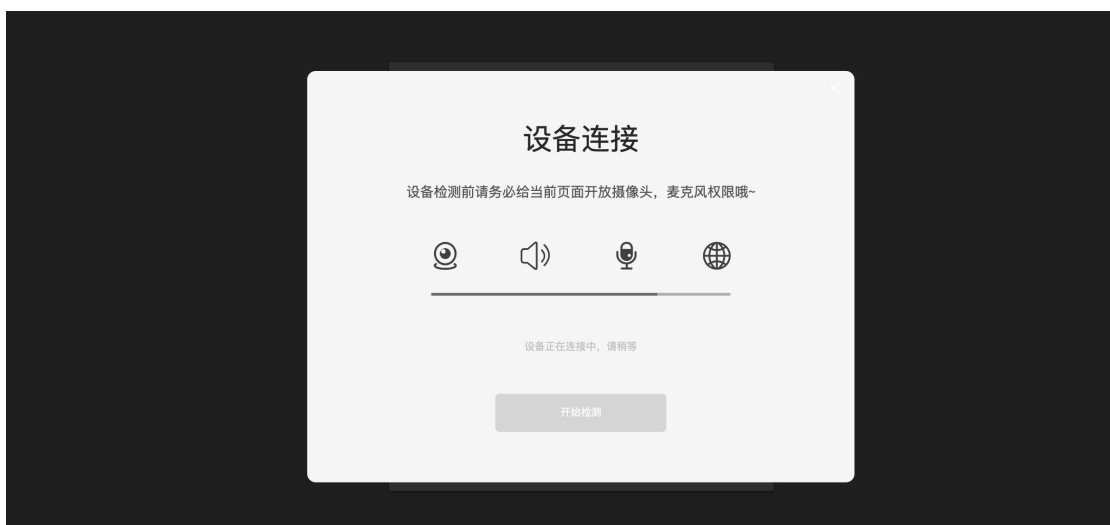 设备连接
设备检测前请务必给当前页面开放摄像头，麦克风权限哦~
设备正在连接中，请稍等
开始检测